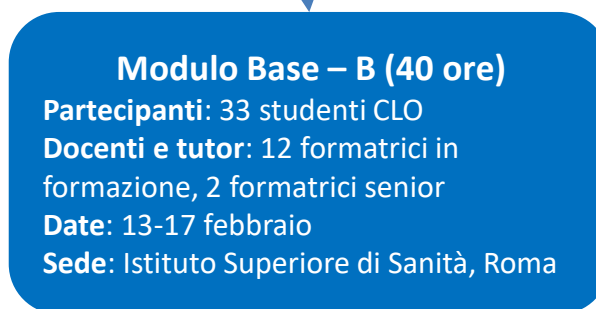 Modulo Base – B (40 ore)
Partecipanti: 33 studenti CLO
Docenti e tutor: 12 formatrici in
formazione, 2 formatrici senior
Date: 13-17 febbraio
Sede: Istituto Superiore di Sanità, Roma